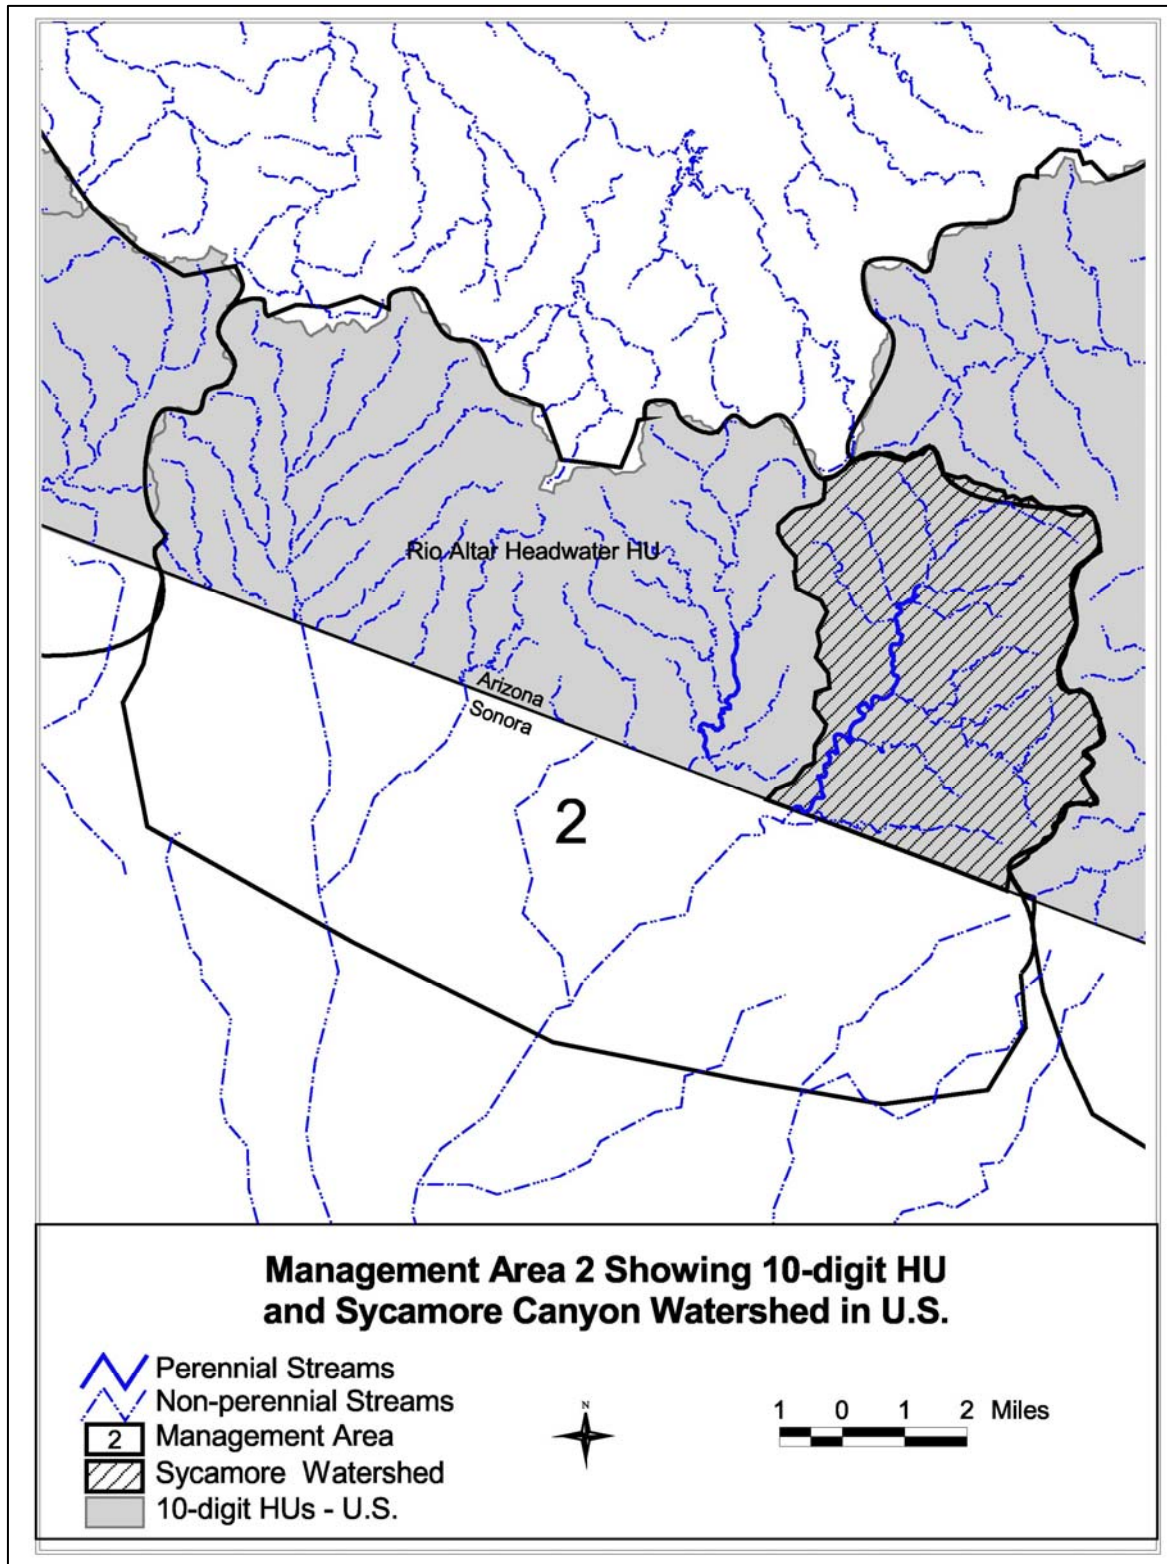 Rio Altar Headwater HU
Arizona
Sonora
2
Management Area 2 Showing 10-digit HU
and Sycamore Canyon Watershed in U.S.
Perennial Streams
Non-perennial Streams
2 Management Area
Sycamore Watershed
10-digit HUs - U.S.
N
1 0 1 2 Miles